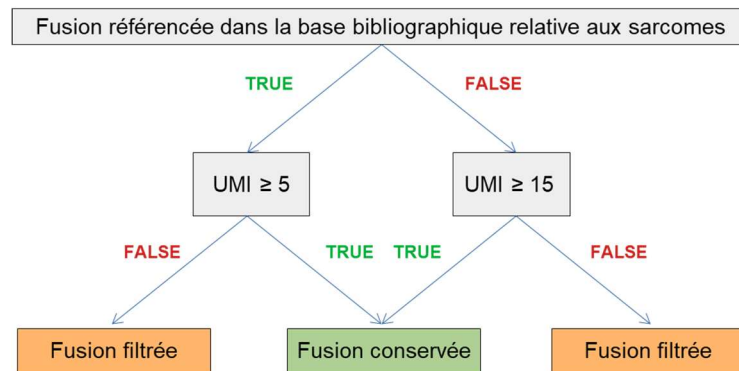 Fusion référencée dans la base bibliographique relative aux sarcomes
TRUE
FALSE
UMI ≥ 5
UMI ≥ 15
FALSE
TRUE
TRUE
FALSE
Fusion filtrée
Fusion conservée
Fusion filtrée